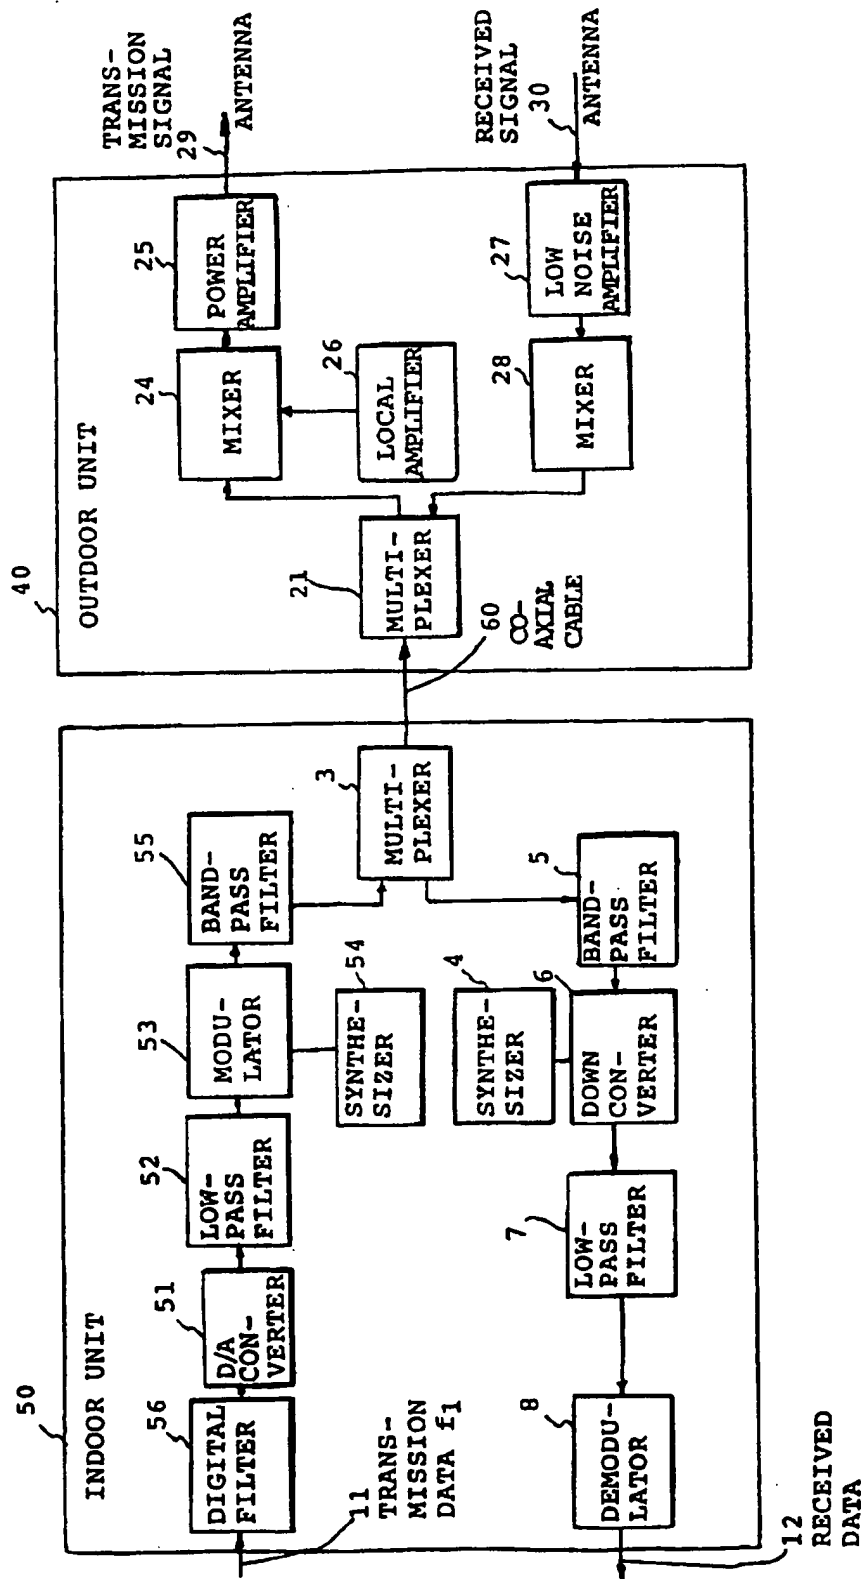 50
INDOOR UNIT
56
DIGITAL
FILTER
51
D/A
CON-
VERTER
52
LOW-
PASS
FILTER
53
MODU-
LATOR
55
BAND-
PASS
FILTER
54
SYNTHE-
SIZER
3
MULTI-
PLEXER
11
TRANS-
MISSION
DATA f1
4
SYNTHE-
SIZER
5
BAND-
PASS
FILTER
6
DOWN
CON-
VERTER
7
LOW-
PASS
FILTER
8
DEMODU-
LATOR
12
RECEIVED
DATA
60
CO-
AXIAL
CABLE
40
OUTDOOR UNIT
21
MULTI-
PLEXER
24
MIXER
25
POWER
AMPLIFIER
26
LOCAL
AMPLIFIER
28
MIXER
27
LOW
NOISE
AMPLIFIER
TRANS-
MISSION
SIGNAL
29
ANTENNA
RECEIVED
SIGNAL
30
ANTENNA